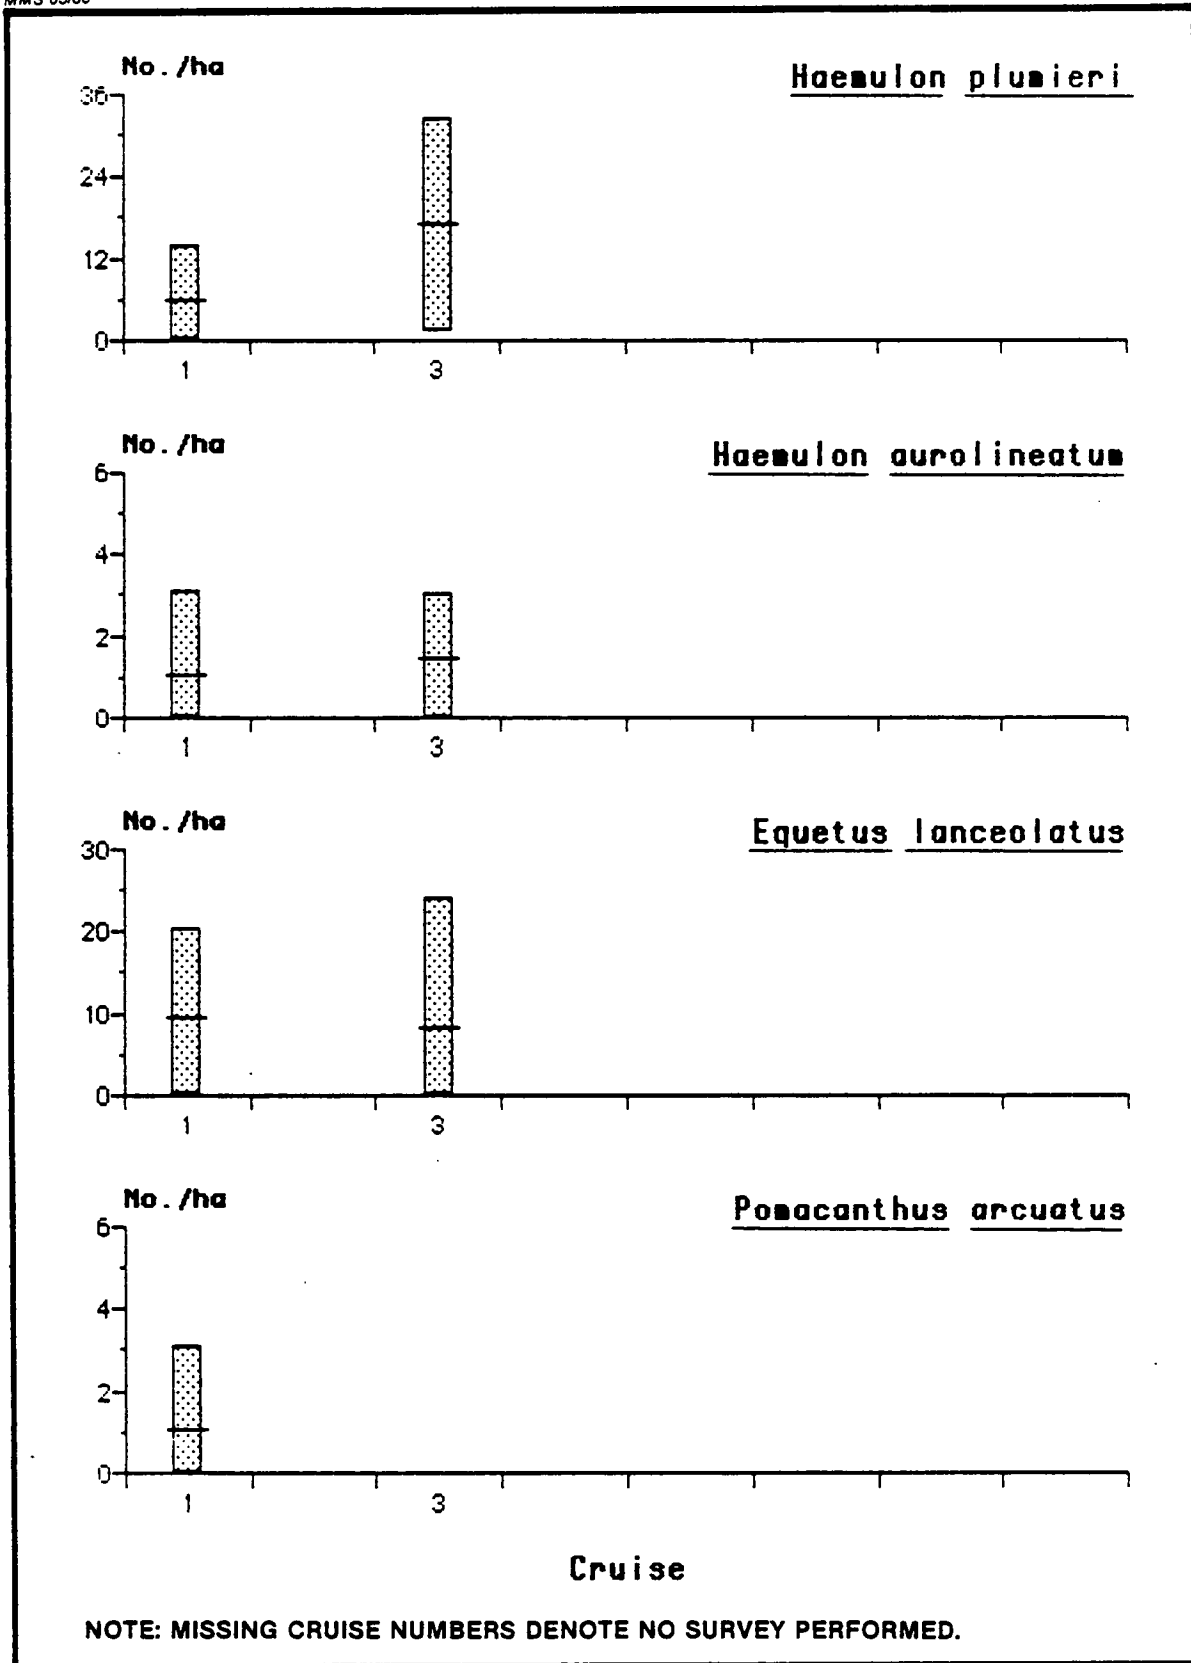 No./ha
Haemulon plumieri
36
24
12
0
1 3
No./ha
Haemulon aurolineatum
6
4
2
0
1 3
No./ha
Equetus lanceolatus
30
20
10
0
1 3
No./ha
Pomacanthus arcuatus
6
4
2
0
1 3
Cruise
NOTE: MISSING CRUISE NUMBERS DENOTE NO SURVEY PERFORMED.